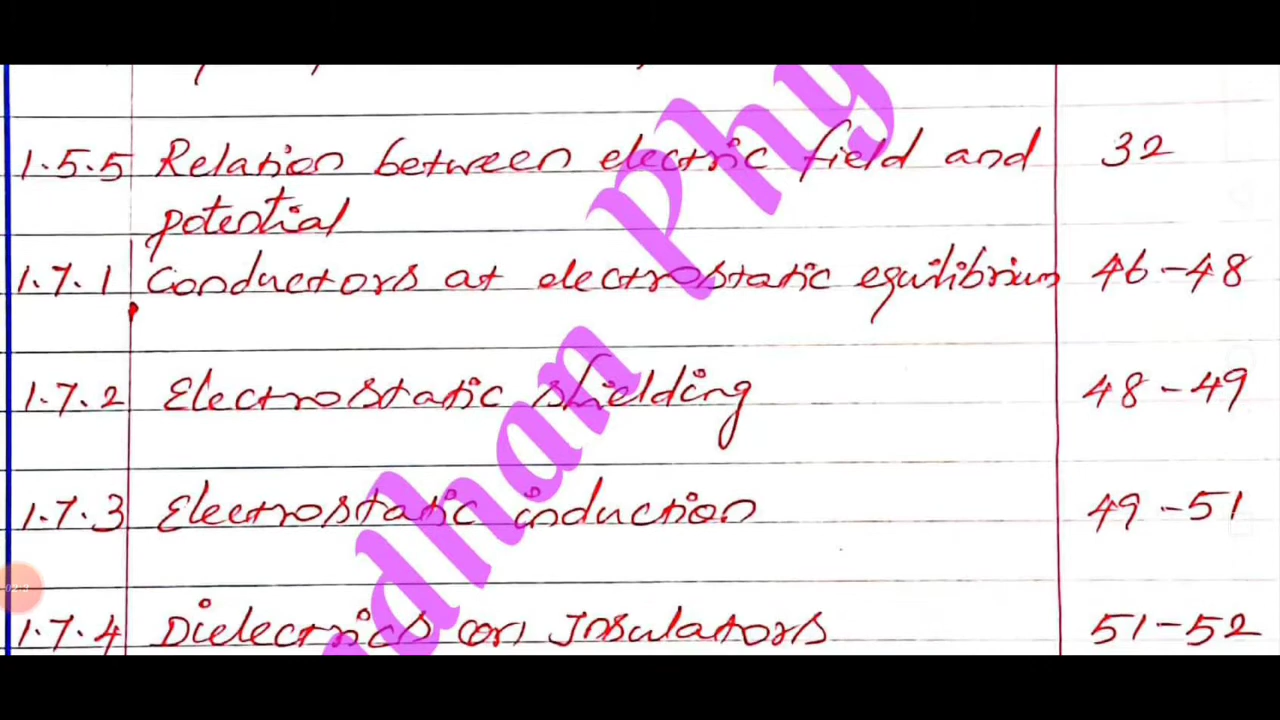 1.5.5 Relation between electric field and 32
potential
1.7.1 Conductors at electrostatic equilibrium 46-48
1.7.2 Electrostatic shielding 48-49
1.7.3 Electrostatic induction 49-51
1.7.4 Dielectrics (or) Insulators 51-52
dhan Phy